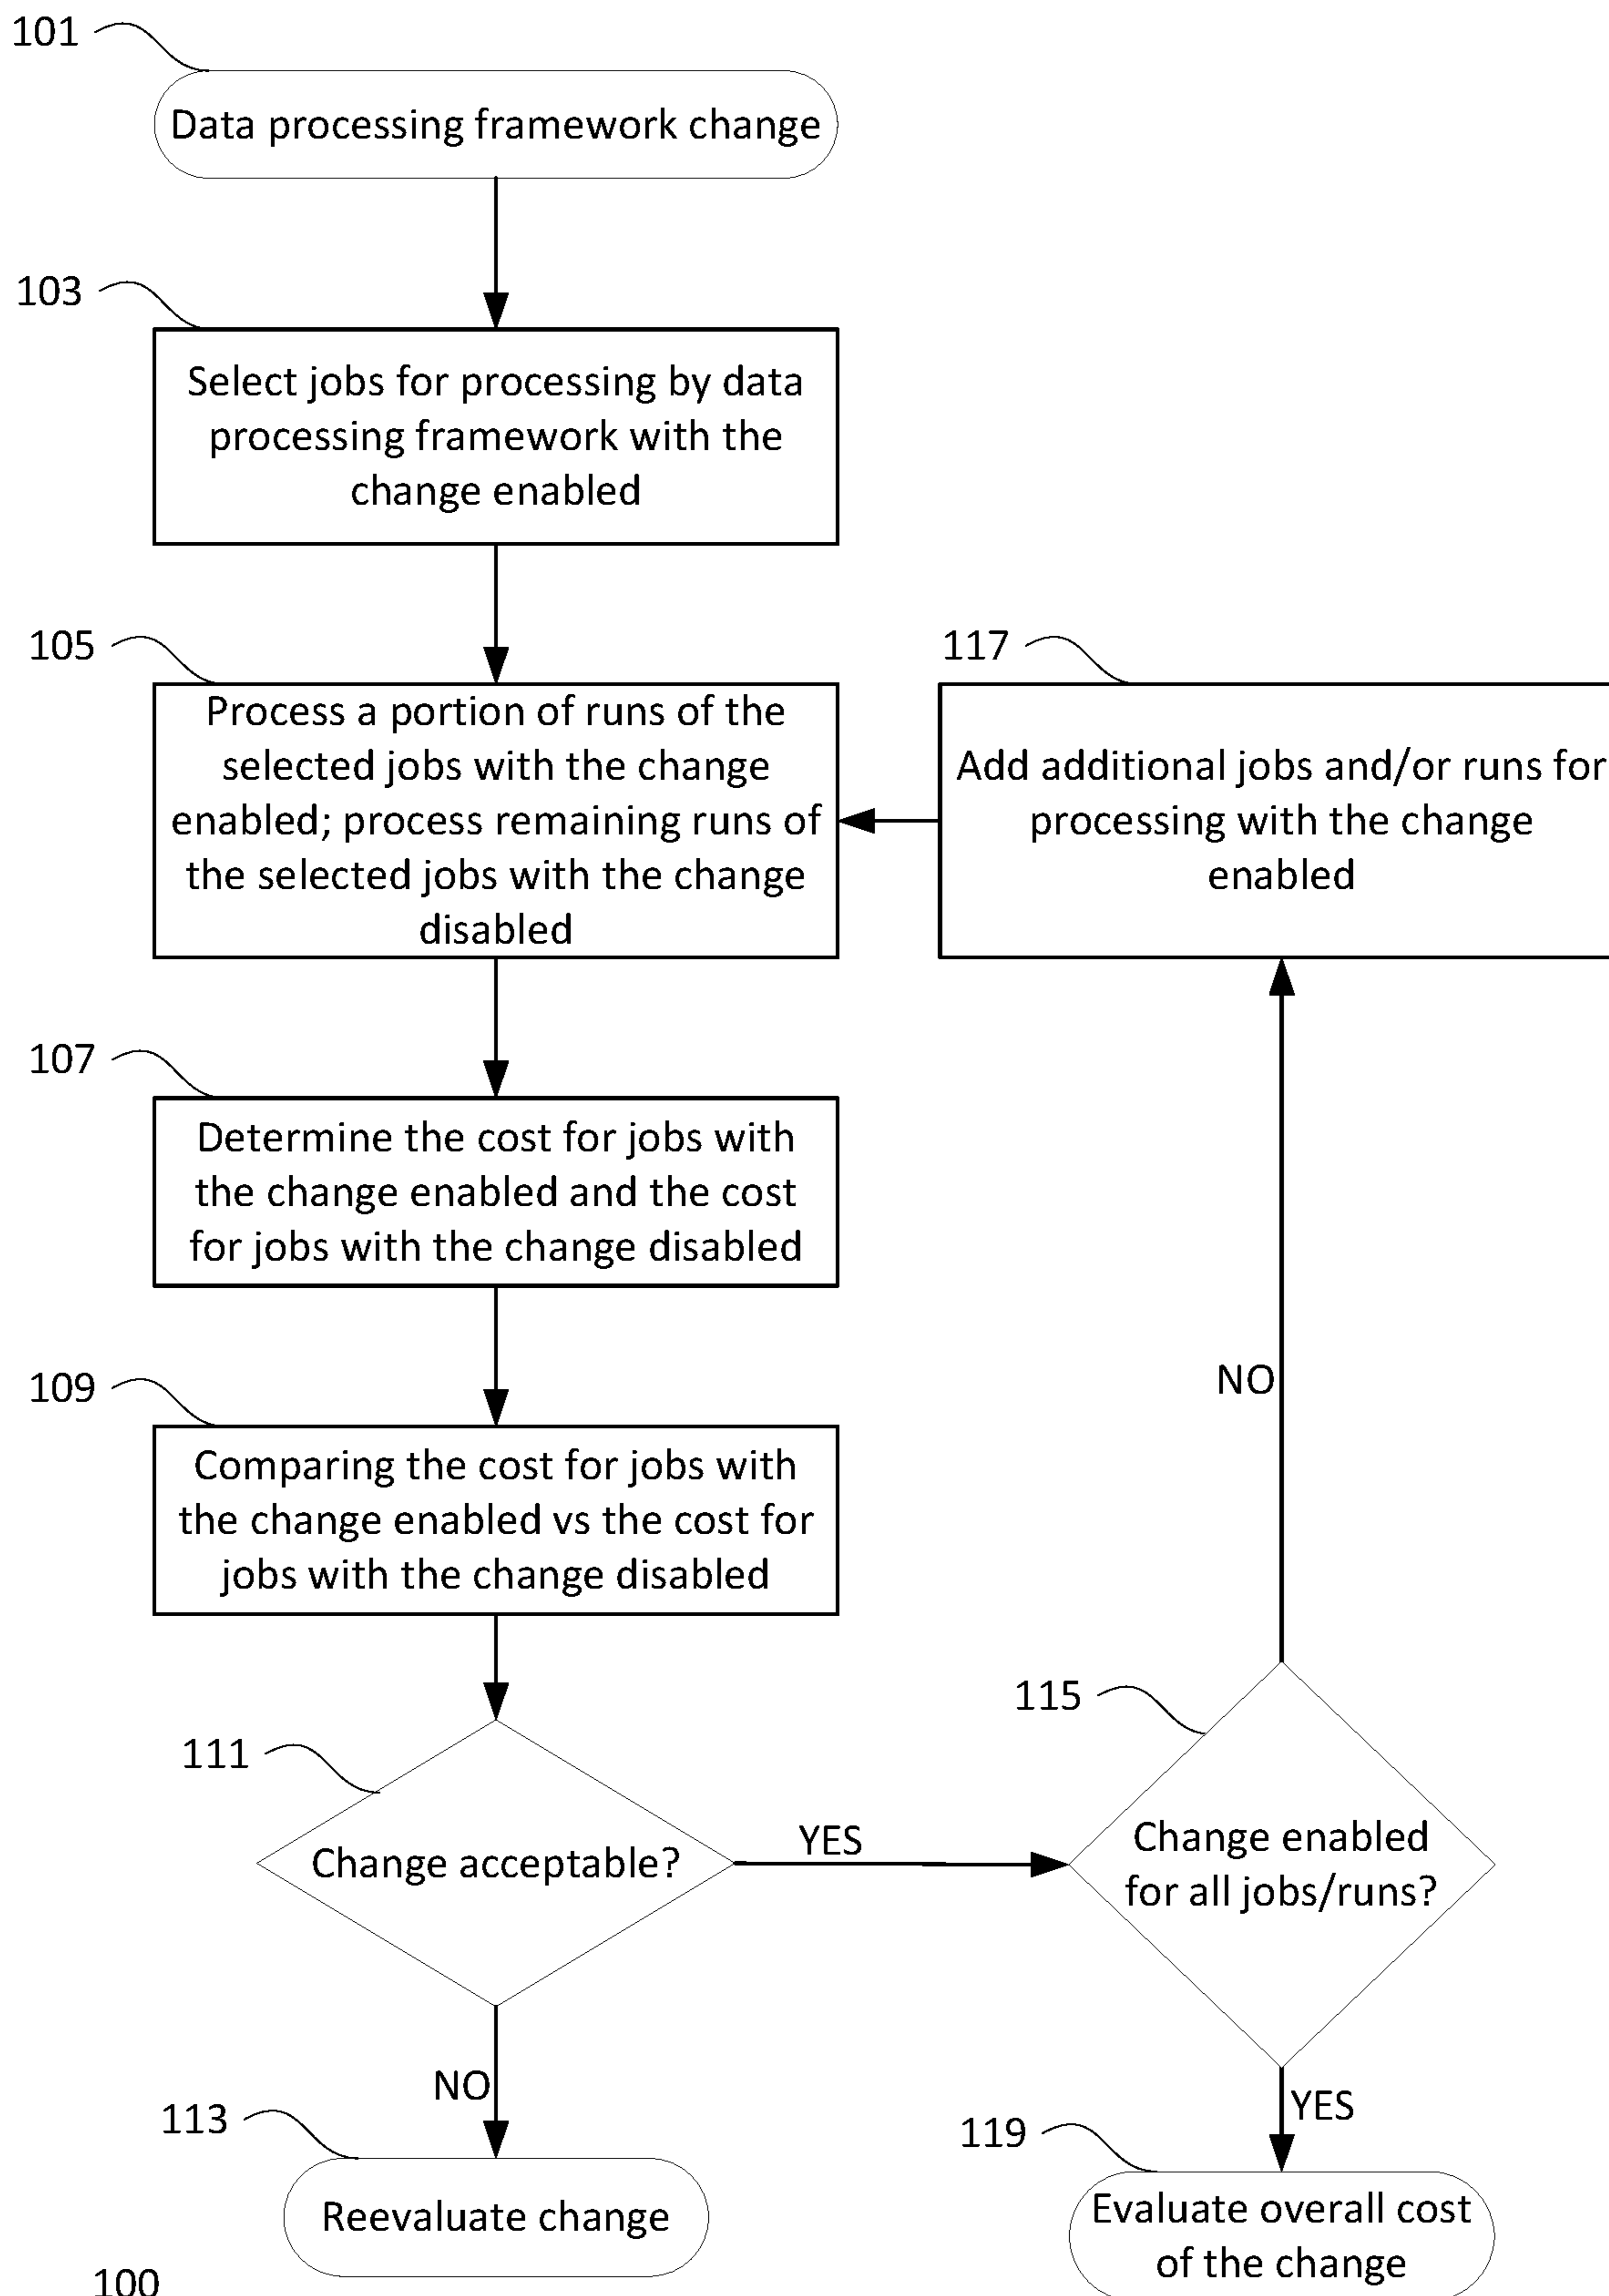 101
Data processing framework change
103
Select jobs for processing by data
processing framework with the
change enabled
105
Process a portion of runs of the
selected jobs with the change
enabled; process remaining runs of
the selected jobs with the change
disabled
117
Add additional jobs and/or runs for
processing with the change
enabled
107
Determine the cost for jobs with
the change enabled and the cost
for jobs with the change disabled
109
Comparing the cost for jobs with
the change enabled vs the cost for
jobs with the change disabled
NO
111
Change acceptable?
YES
115
Change enabled
for all jobs/runs?
NO
113
Reevaluate change
YES
119
Evaluate overall cost
of the change
100